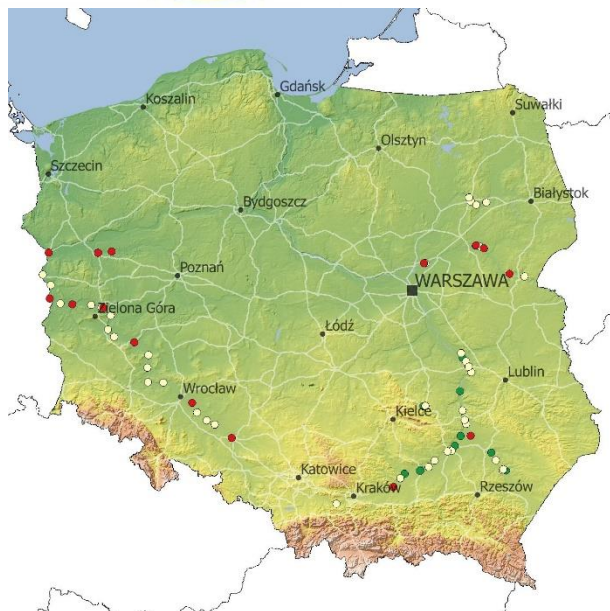 Gdańsk
Koszalin
Suwałki
Olsztyn
Szczecin
Białystok
Bydgoszcz
Poznań
WARSZAWA
Zielona Góra
Łódź
Lublin
Wrocław
Kielce
Katowice
Kraków
Rzeszów